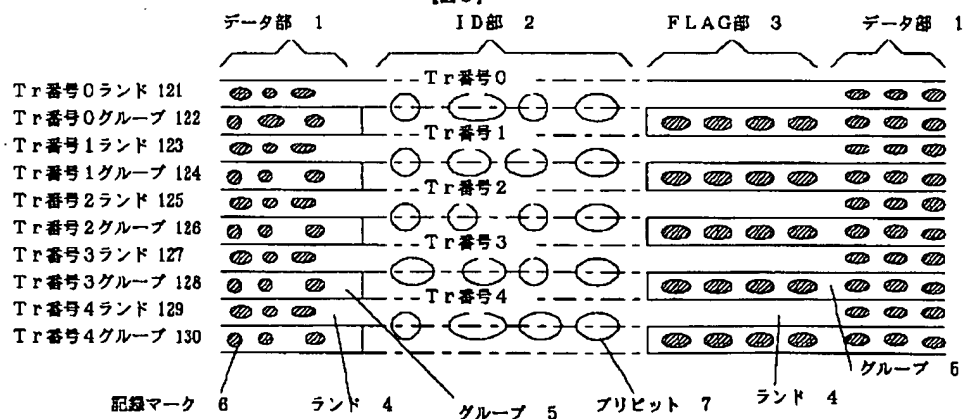 データ部 1 ID部 2 FLAG部 3 データ部 1
Tr番号0
Tr番号0ランド 121
Tr番号0グルーブ 122
Tr番号1
Tr番号1ランド 123
Tr番号1グルーブ 124
Tr番号2
Tr番号2ランド 125
Tr番号2グルーブ 126
Tr番号3
Tr番号3ランド 127
Tr番号3グルーブ 128
Tr番号4
Tr番号4ランド 129
Tr番号4グルーブ 130
グルーブ 5
記録マーク 6 ランド 4 グルーブ 5 プリピット 7 ランド 4